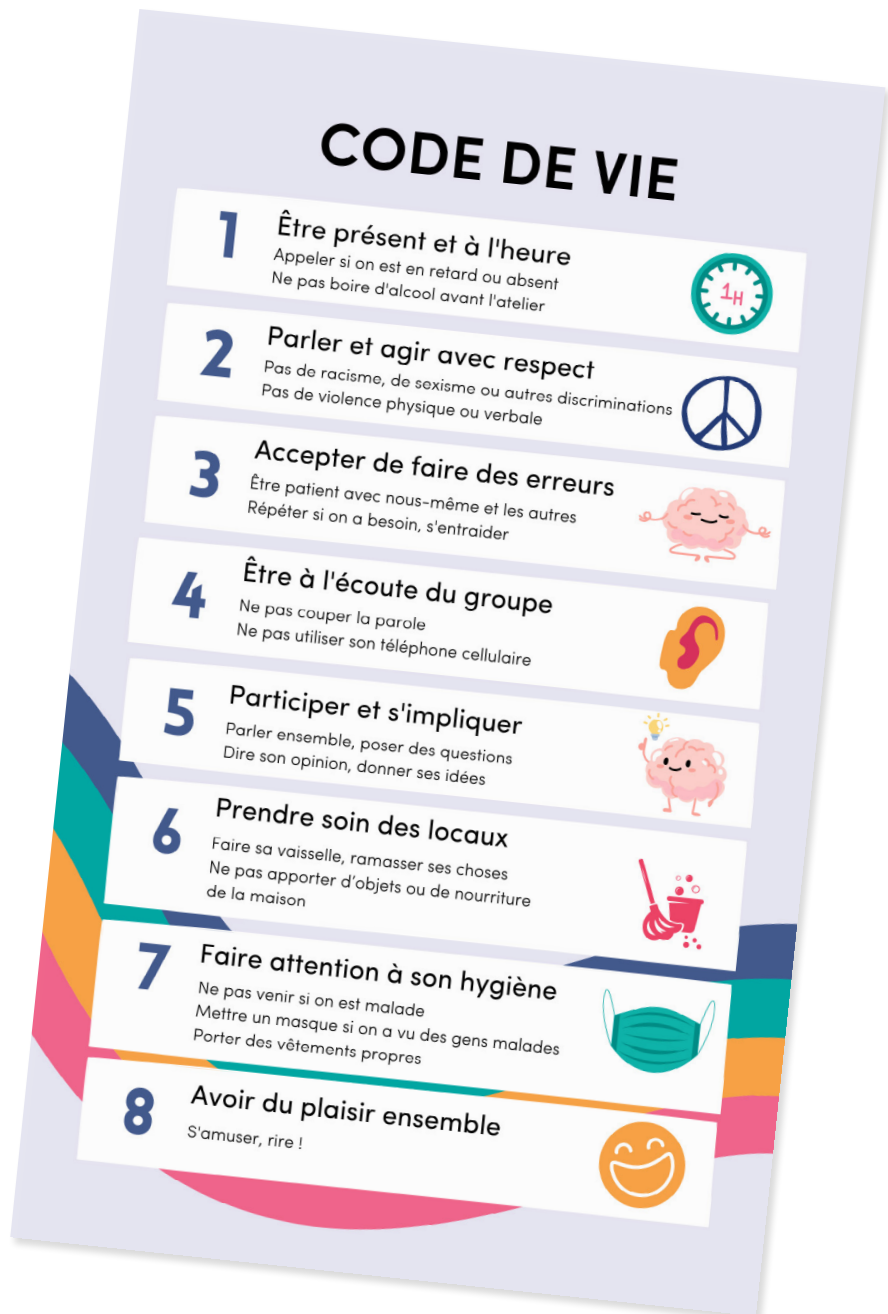 CODE DE VIE
1
Être présent et à l'heure
Appeler si on est en retard ou absent
Ne pas boire d'alcool avant l'atelier
1H
2
Parler et agir avec respect
Pas de racisme, de sexisme ou autres discriminations
Pas de violence physique ou verbale
3
Accepter de faire des erreurs
Être patient avec nous-même et les autres
Répéter si on a besoin, s'entraider
4
Être à l'écoute du groupe
Ne pas couper la parole
Ne pas utiliser son téléphone cellulaire
5
Participer et s'impliquer
Parler ensemble, poser des questions
Dire son opinion, donner ses idées
6
Prendre soin des locaux
Faire sa vaisselle, ramasser ses choses
Ne pas apporter d'objets ou de nourriture
de la maison
7
Faire attention à son hygiène
Ne pas venir si on est malade
Mettre un masque si on a vu des gens malades
Porter des vêtements propres
8
Avoir du plaisir ensemble
S'amuser, rire !